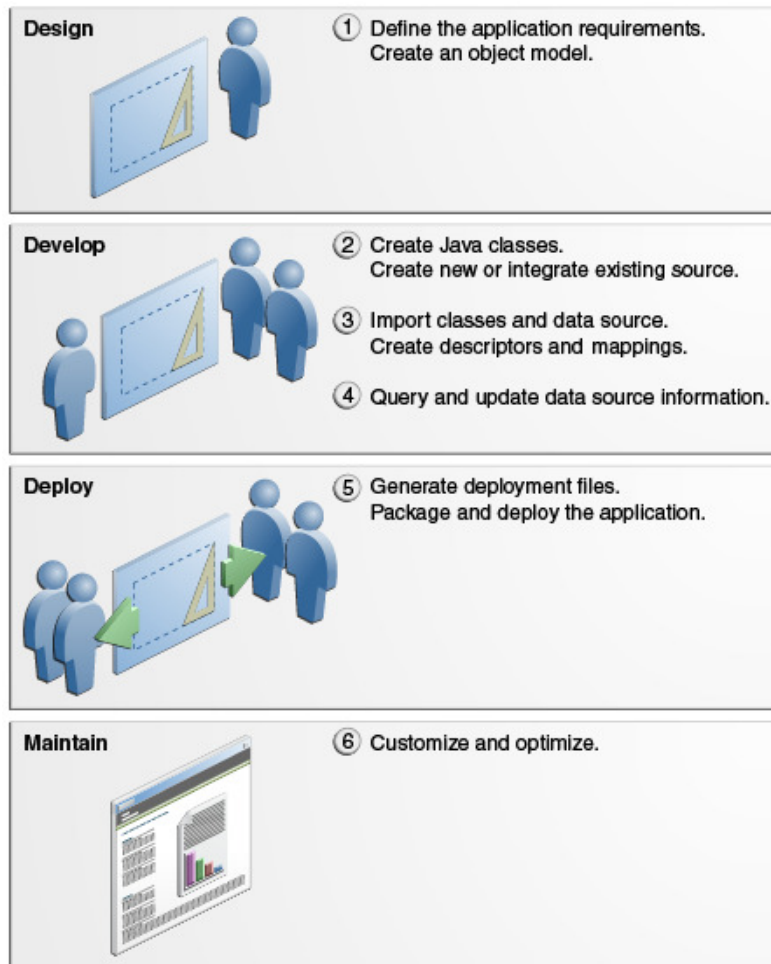 Design
1 Define the application requirements.
Create an object model.
Develop
2 Create Java classes.
Create new or integrate existing source.
3 Import classes and data source.
Create descriptors and mappings.
4 Query and update data source information.
Deploy
5 Generate deployment files.
Package and deploy the application.
Maintain
6 Customize and optimize.